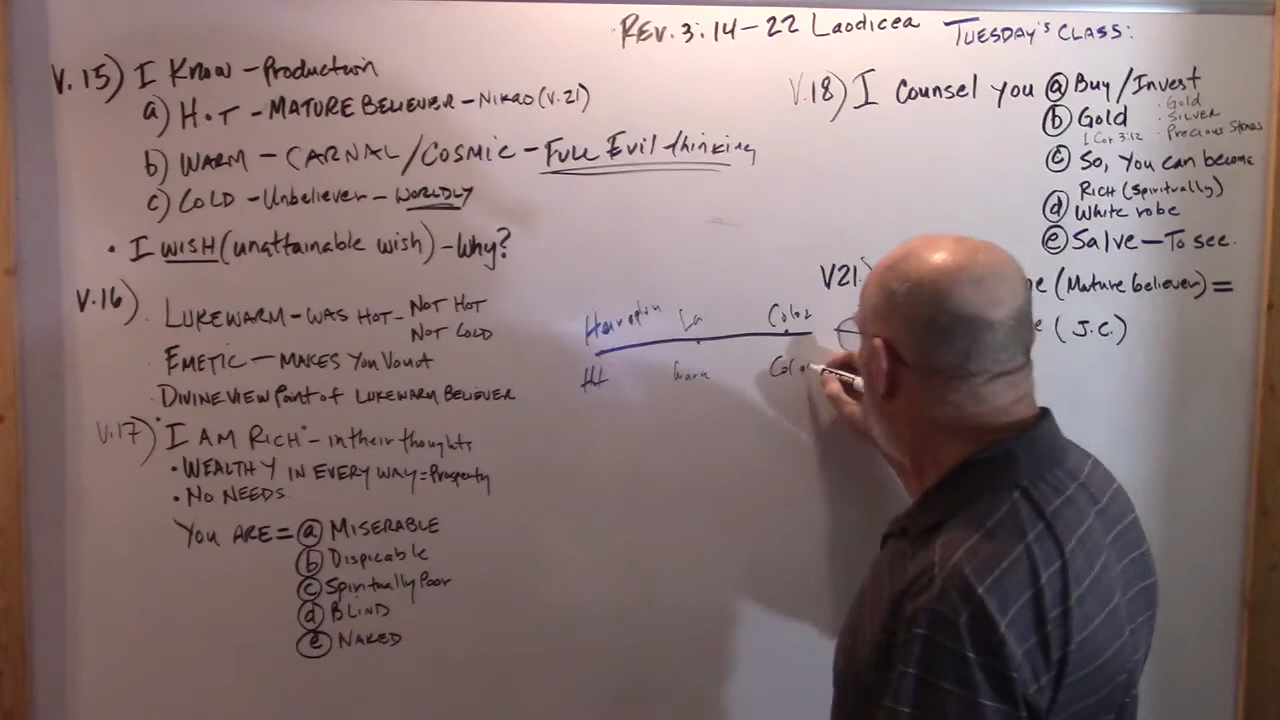 Rev. 3:14-22 Laodicea Tuesday's Class:
V.15) I Know - Production
a) Hot - Mature Believer - Nikao (v.21)
b) Warm - Carnal/Cosmic - Full Evil thinking
c) Cold - Unbeliever - Worldly
• I Wish (unattainable wish) - Why?
V.16)
Lukewarm - was Hot - Not Hot
Not Cold
Emetic - Makes You Vomit
Divine View Point of Lukewarm Believer
V.17) "I Am Rich" - in their thoughts
• Wealthy in every way = Prosperity
• No Needs
You Are = a) Miserable
b) Dispicable
c) Spiritually Poor
d) Blind
e) Naked
La
Hot
Warm
V.18) I Counsel you a) Buy/Invest
b) Gold
1 Cor 3:12
· Gold
· Silver
· Precious Stones
c) So, You can become
Rich (Spiritually)
d) White robe
e) Salve - To see.
V21.)
(Mature believer) =
(J.C.)